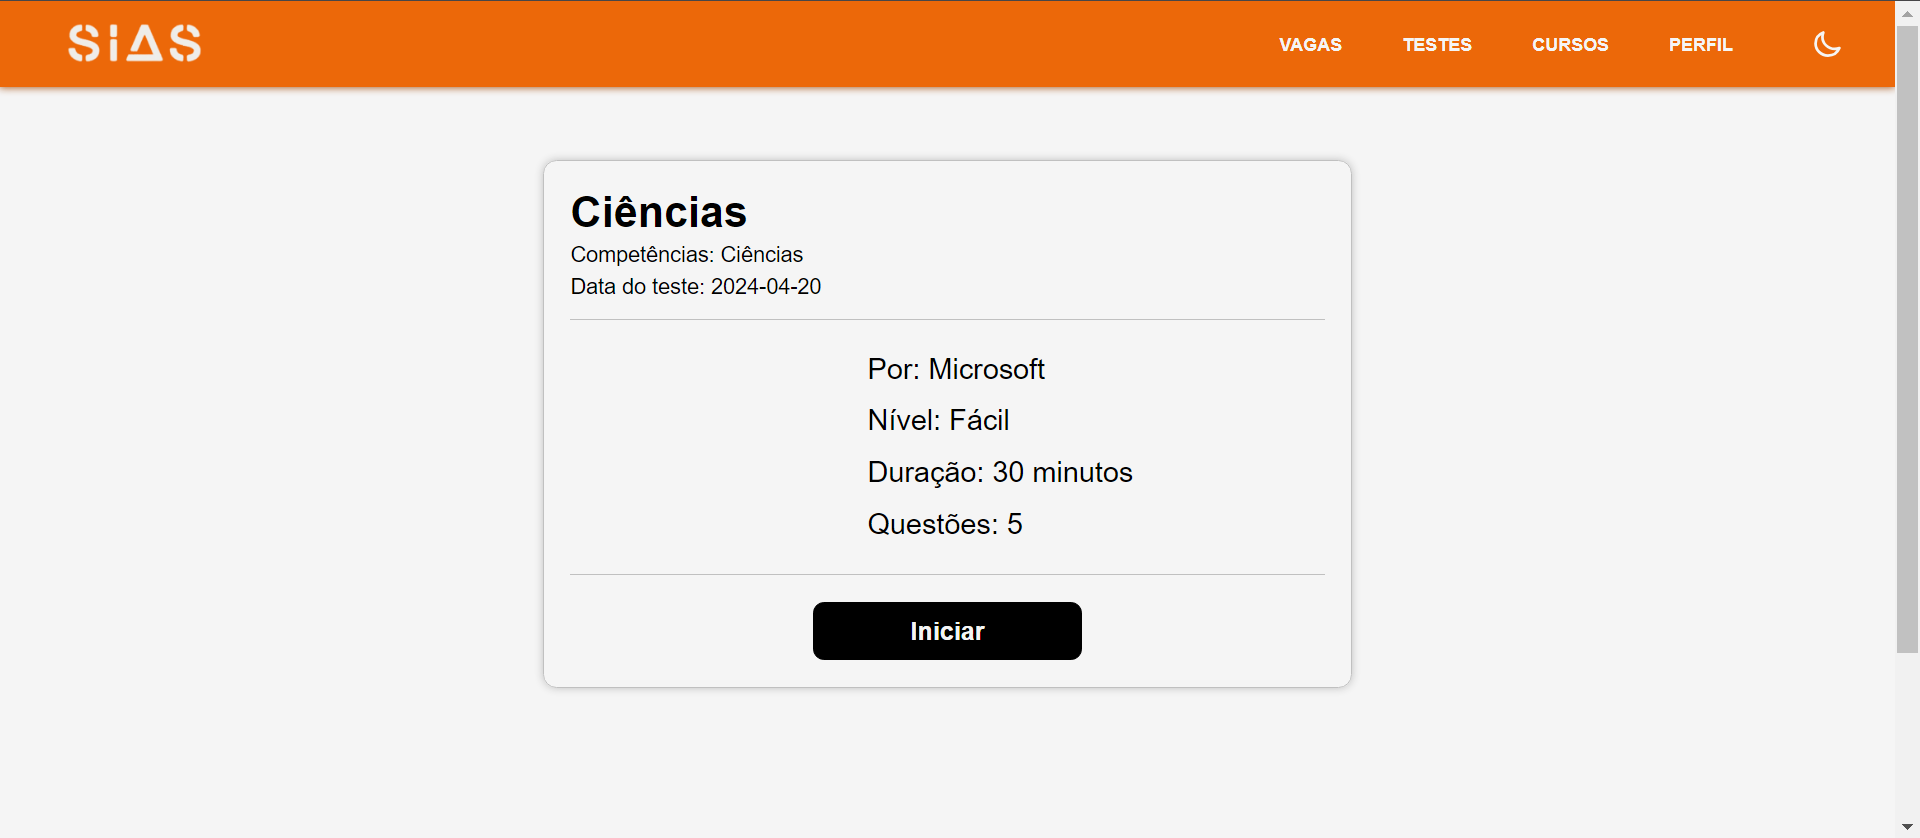 SIAS
VAGAS TESTES CURSOS PERFIL
Ciências
Competências: Ciências
Data do teste: 2024-04-20
Por: Microsoft
Nível: Fácil
Duração: 30 minutos
Questões: 5
Iniciar